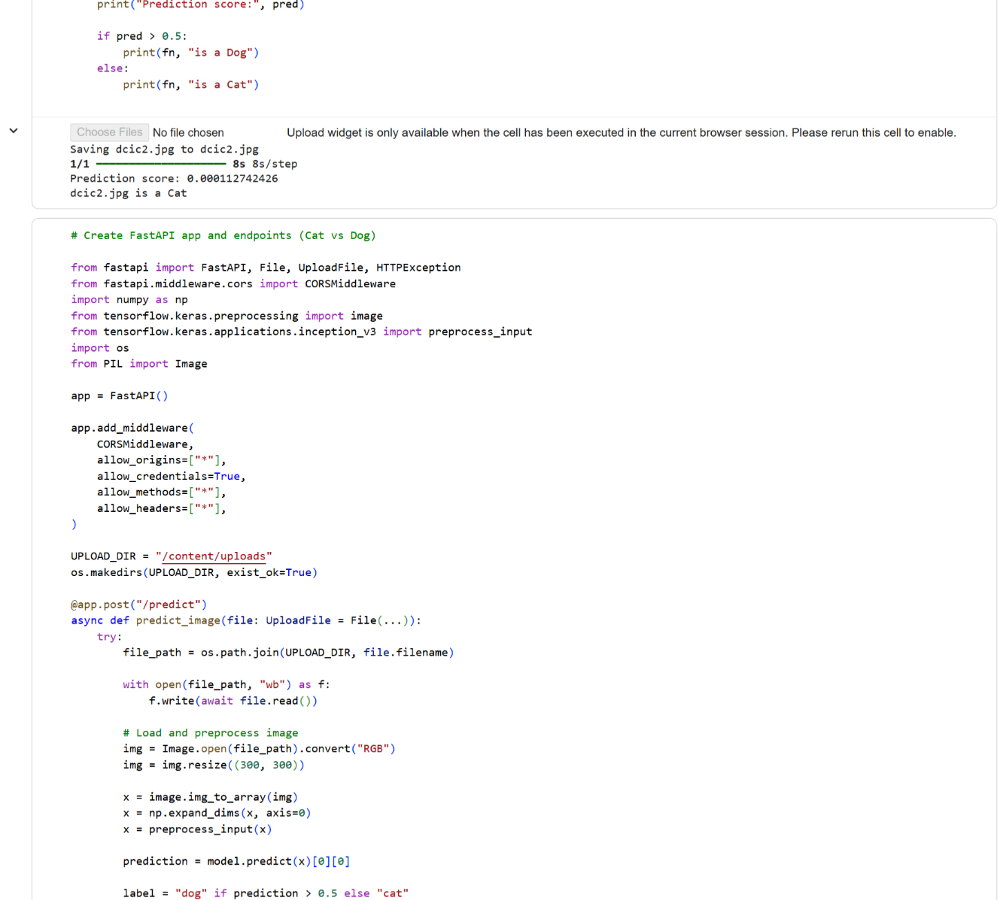 print("Prediction score:", pred)
if pred > 0.5:
print(fn, "is a Dog")
else:
print(fn, "is a Cat")
Choose Files No file chosen Upload widget is only available when the cell has been executed in the current browser session. Please rerun this cell to enable.
Saving dcic2.jpg to dcic2.jpg
1/1 8s 8s/step
Prediction score: 0.000112742426
dcic2.jpg is a Cat
# Create FastAPI app and endpoints (Cat vs Dog)
from fastapi import FastAPI, File, UploadFile, HTTPException
from fastapi.middleware.cors import CORSMiddleware
import numpy as np
from tensorflow.keras.preprocessing import image
from tensorflow.keras.applications.inception_v3 import preprocess_input
import os
from PIL import Image
app = FastAPI()
app.add_middleware(
CORSMiddleware,
allow_origins=["*"],
allow_credentials=True,
allow_methods=["*"],
allow_headers=["*"],
)
UPLOAD_DIR = "/content/uploads"
os.makedirs(UPLOAD_DIR, exist_ok=True)
@app.post("/predict")
async def predict_image(file: UploadFile = File(...)):
try:
file_path = os.path.join(UPLOAD_DIR, file.filename)
with open(file_path, "wb") as f:
f.write(await file.read())
# Load and preprocess image
img = Image.open(file_path).convert("RGB")
img = img.resize((300, 300))
x = image.img_to_array(img)
x = np.expand_dims(x, axis=0)
x = preprocess_input(x)
prediction = model.predict(x)[0][0]
label = "dog" if prediction > 0.5 else "cat"